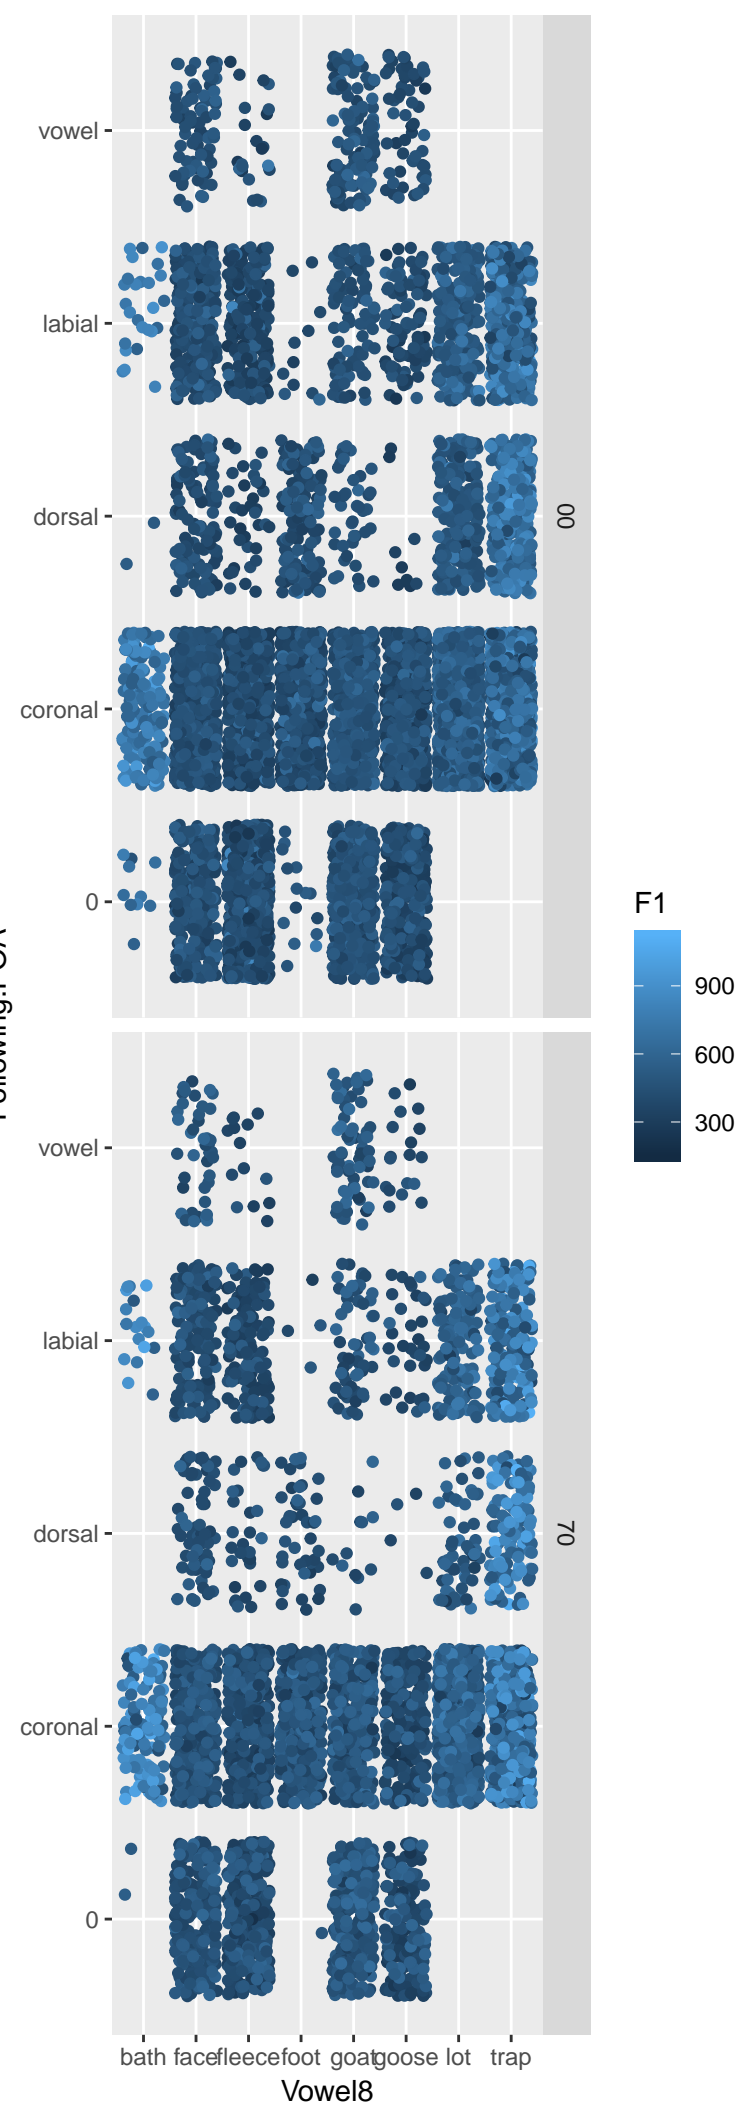 vowel
labial
dorsal
coronal
0
00
vowel
labial
dorsal
coronal
0
70
bath face fleece foot goat goose lot trap
Vowel8
F1
900
600
300